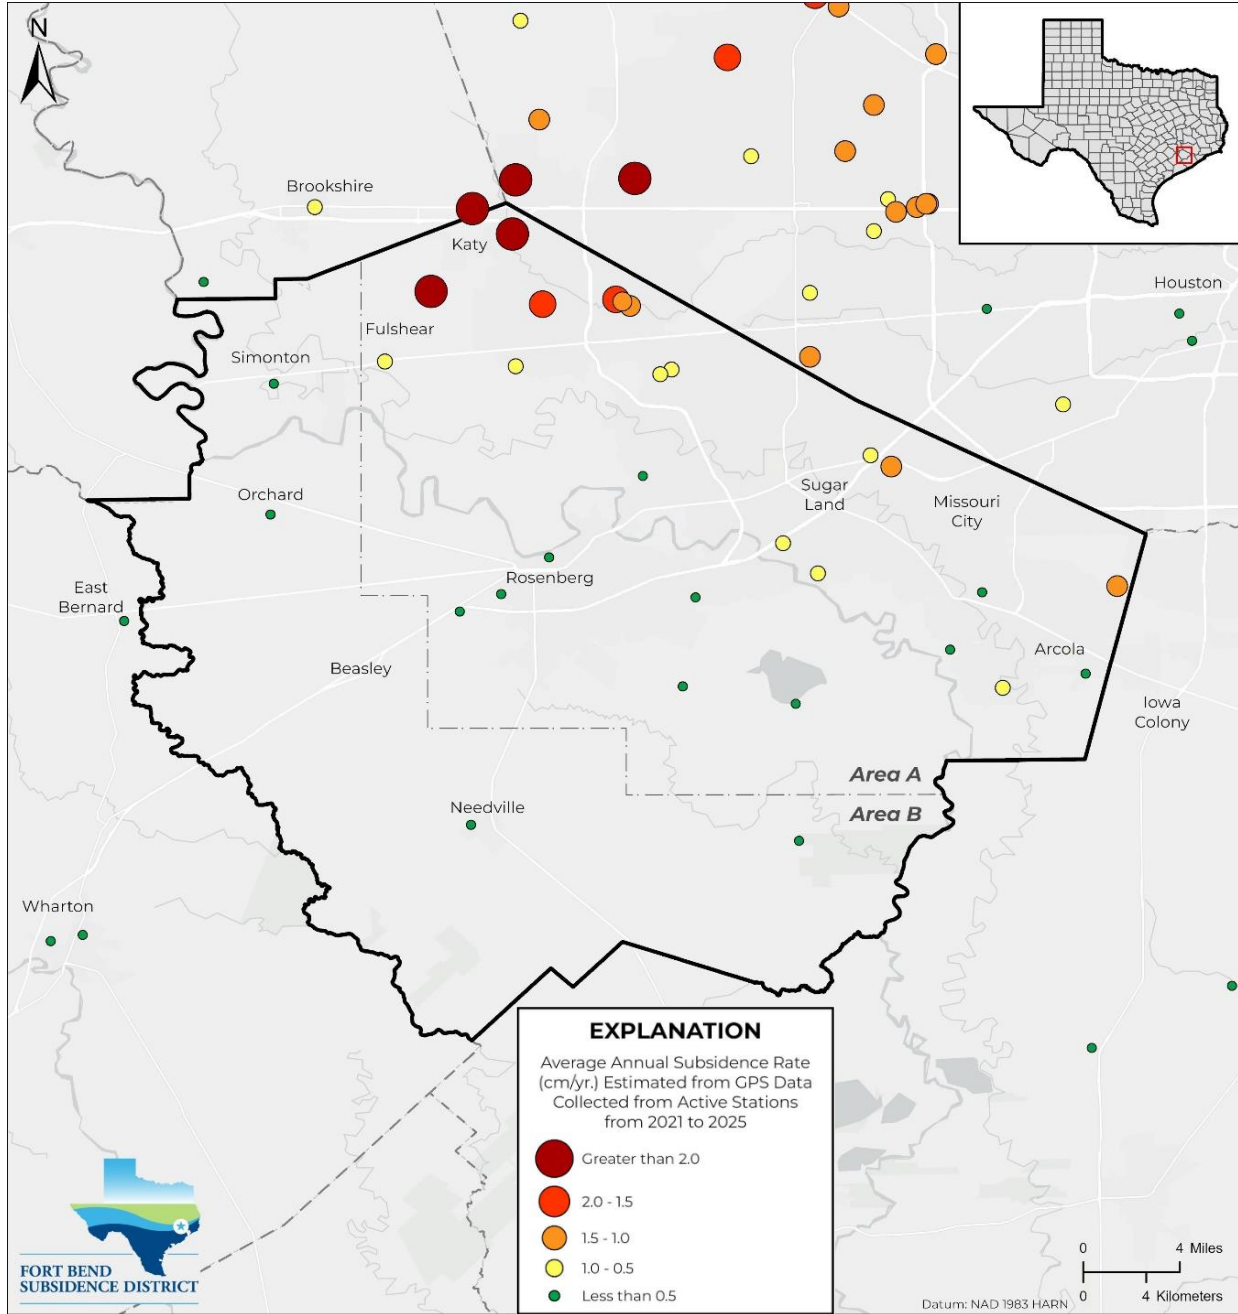 N
Brookshire
Katy
Houston
Fulshear
Simonton
Orchard
Sugar
Land
Missouri
City
East
Bernard
Rosenberg
Beasley
Arcola
Iowa
Colony
Area A
Area B
Needville
Wharton
EXPLANATION
Average Annual Subsidence Rate
(cm/yr.) Estimated from GPS Data
Collected from Active Stations
from 2021 to 2025
Greater than 2.0
2.0 - 1.5
1.5 - 1.0
1.0 - 0.5
Less than 0.5
FORT BEND
SUBSIDENCE DISTRICT
0 4 Miles
0 4 Kilometers
Datum: NAD 1983 HARN